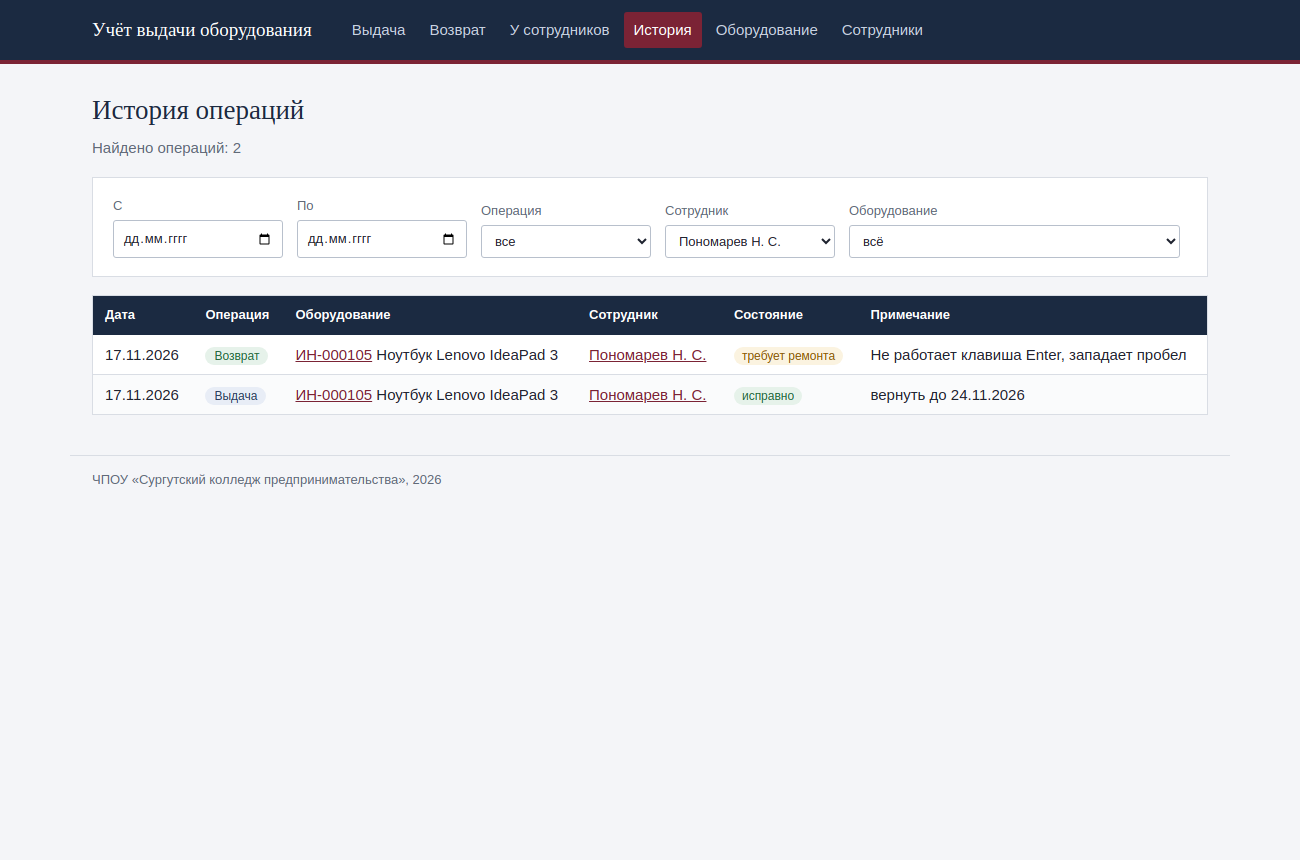 Учёт выдачи оборудования Выдача Возврат У сотрудников История Оборудование Сотрудники
История операций
Найдено операций: 2
С По Операция Сотрудник Оборудование
дд.мм.гггг дд.мм.гггг все Пономарев Н. С. всё
Дата Операция Оборудование Сотрудник Состояние Примечание
17.11.2026 Возврат ИН-000105 Ноутбук Lenovo IdeaPad 3 Пономарев Н. С. требует ремонта Не работает клавиша Enter, западает пробел
17.11.2026 Выдача ИН-000105 Ноутбук Lenovo IdeaPad 3 Пономарев Н. С. исправно вернуть до 24.11.2026
ЧПОУ «Сургутский колледж предпринимательства», 2026